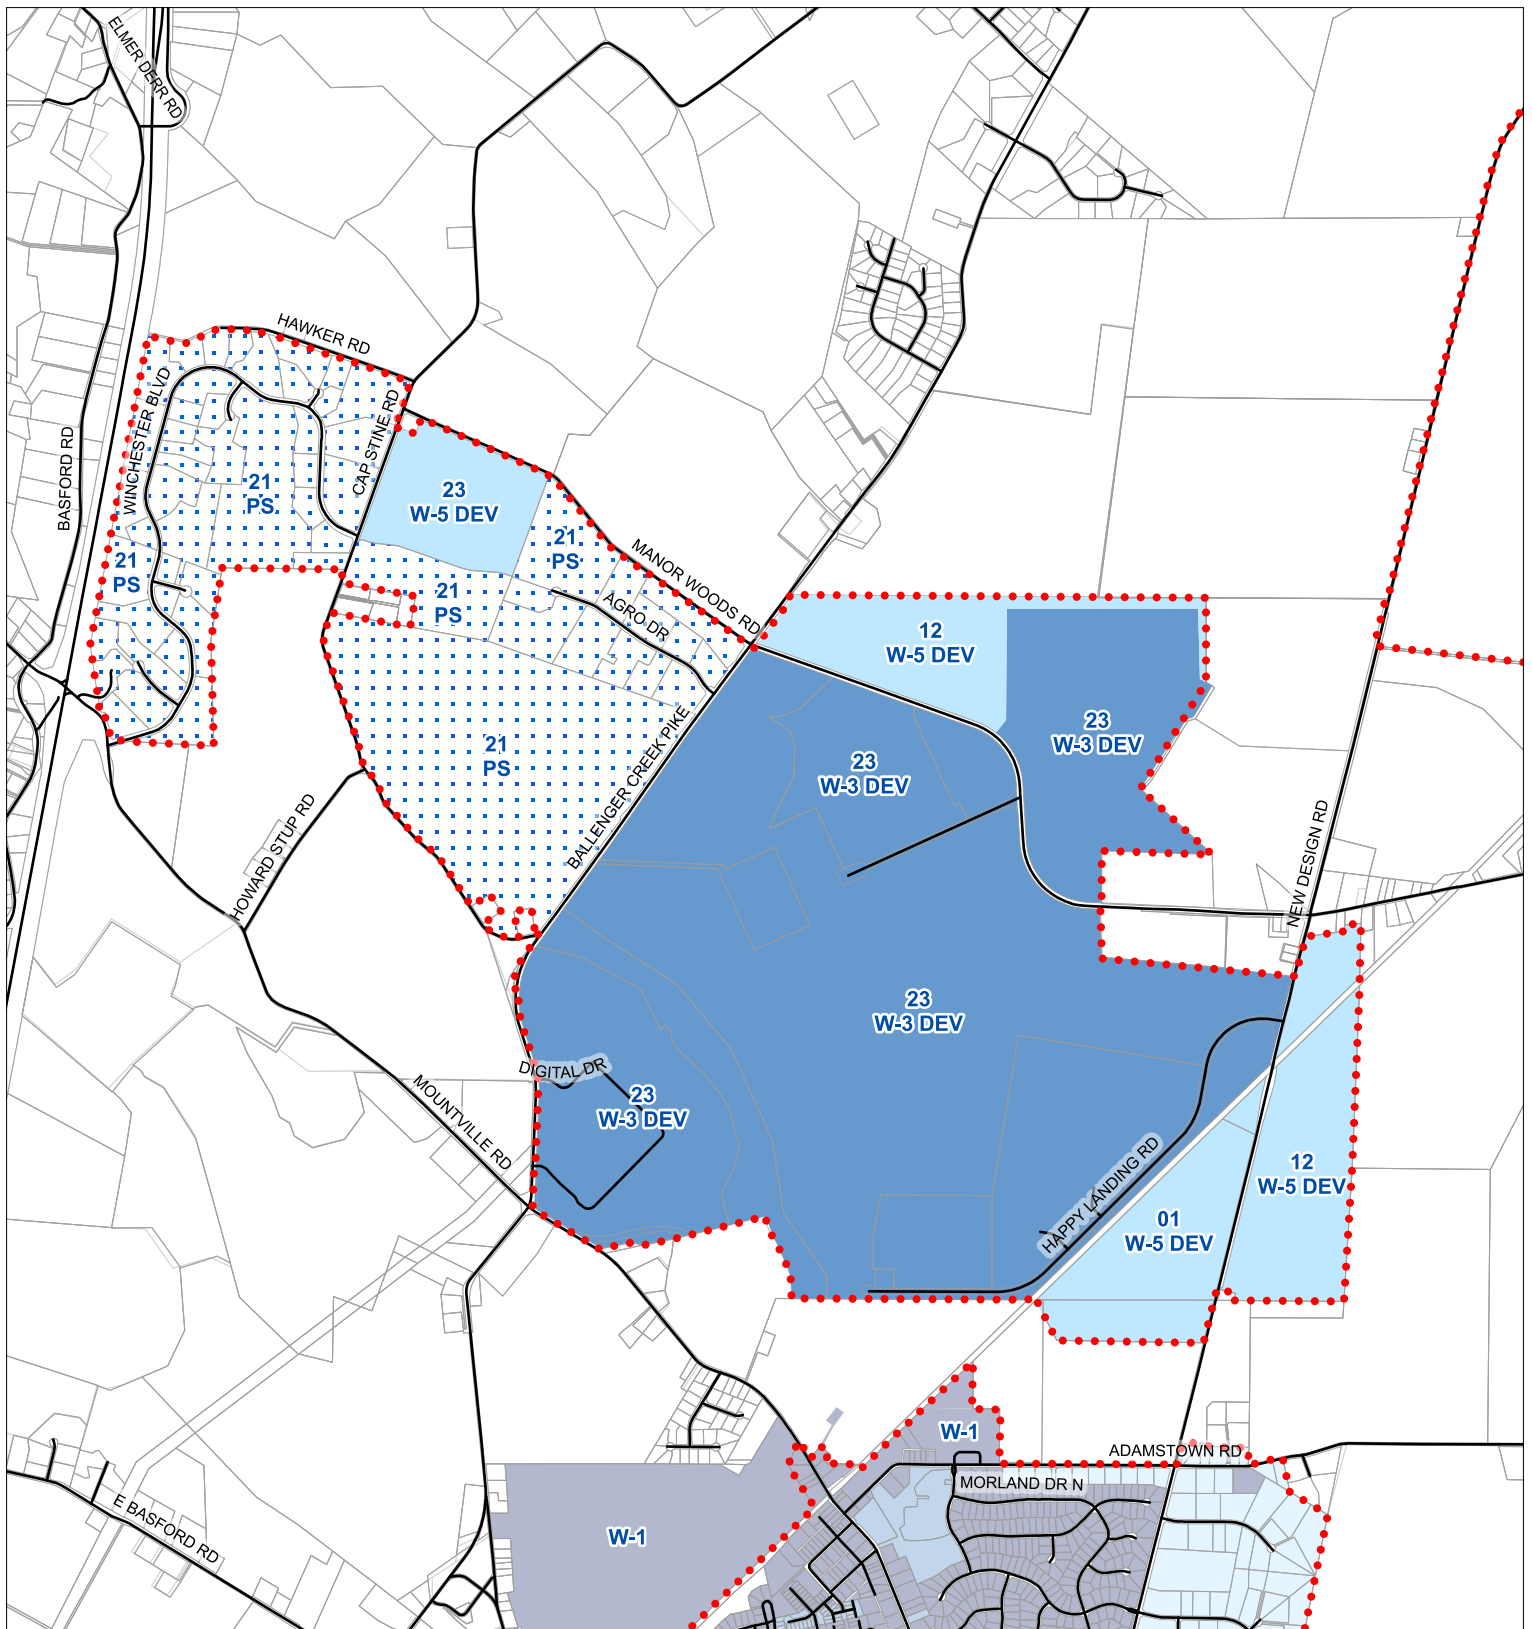 ELMER DERR RD
HAWKER RD
WINCHESTER BLVD
CAP STINE RD
BASFORD RD
21
PS
23
W-5 DEV
21
PS
21
PS
21
PS
MANOR WOODS RD
AGRO DR
12
W-5 DEV
23
W-3 DEV
21
PS
23
W-3 DEV
BALLENGER CREEK PIKE
HOWARD STUP RD
NEW DESIGN RD
23
W-3 DEV
DIGITAL DR
23
W-3 DEV
MOUNTVILLE RD
HAPPY LANDING RD
12
W-5 DEV
01
W-5 DEV
W-1
ADAMSTOWN RD
MORLAND DR N
E BASFORD RD
W-1